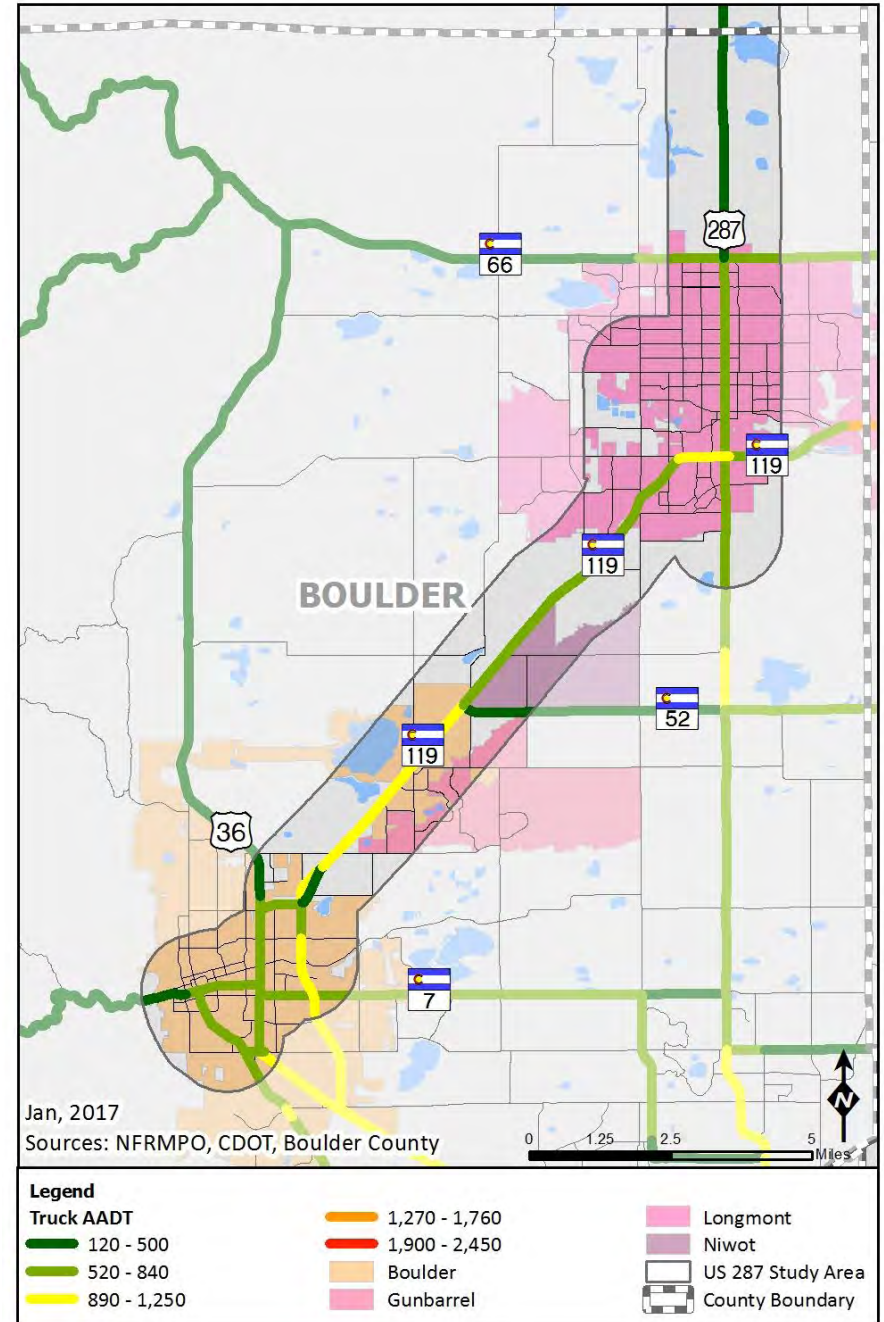 287
66
119
119
BOULDER
52
119
36
7
Jan, 2017
Sources: NFRMPO, CDOT, Boulder County
N
0 1.25 2.5 5
Miles
Legend
Truck AADT
120 - 500
520 - 840
890 - 1,250
1,270 - 1,760
1,900 - 2,450
Boulder
Gunbarrel
Longmont
Niwot
US 287 Study Area
County Boundary